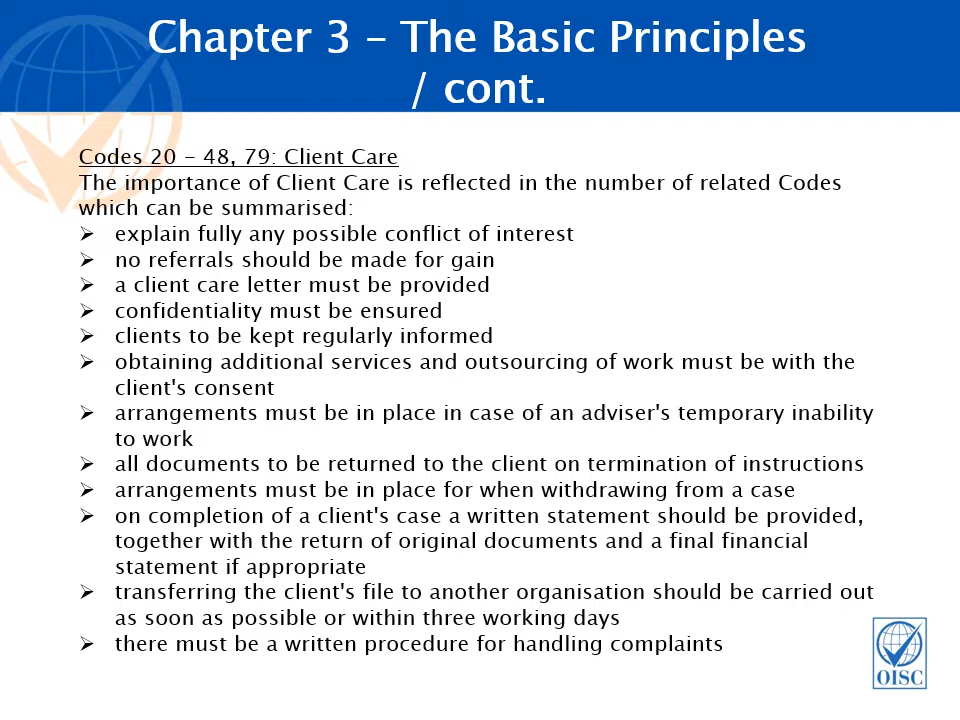 Chapter 3 – The Basic Principles
/ cont.
Codes 20 – 48, 79: Client Care
The importance of Client Care is reflected in the number of related Codes
which can be summarised:
➢ explain fully any possible conflict of interest
➢ no referrals should be made for gain
➢ a client care letter must be provided
➢ confidentiality must be ensured
➢ clients to be kept regularly informed
➢ obtaining additional services and outsourcing of work must be with the
client's consent
➢ arrangements must be in place in case of an adviser's temporary inability
to work
➢ all documents to be returned to the client on termination of instructions
➢ arrangements must be in place for when withdrawing from a case
➢ on completion of a client's case a written statement should be provided,
together with the return of original documents and a final financial
statement if appropriate
➢ transferring the client's file to another organisation should be carried out
as soon as possible or within three working days
➢ there must be a written procedure for handling complaints
OISC